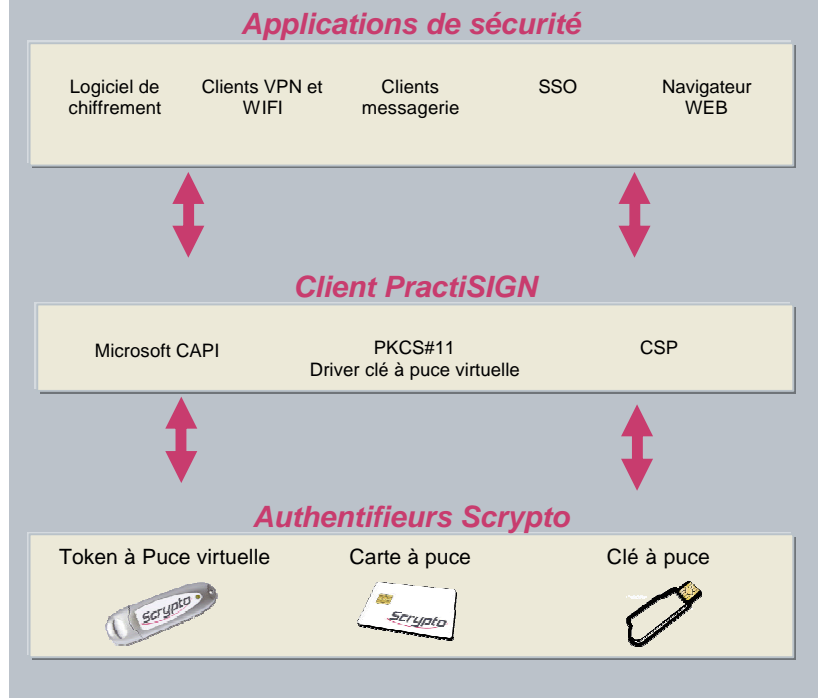 Applications de sécurité
Logiciel de
chiffrement
Clients VPN et
WIFI
Clients
messagerie
SSO
Navigateur
WEB
Client PractiSIGN
Microsoft CAPI
PKCS#11
Driver clé à puce virtuelle
CSP
Authentifieurs Scrypto
Token à Puce virtuelle
Carte à puce
Clé à puce
Scrypto
Scrypto